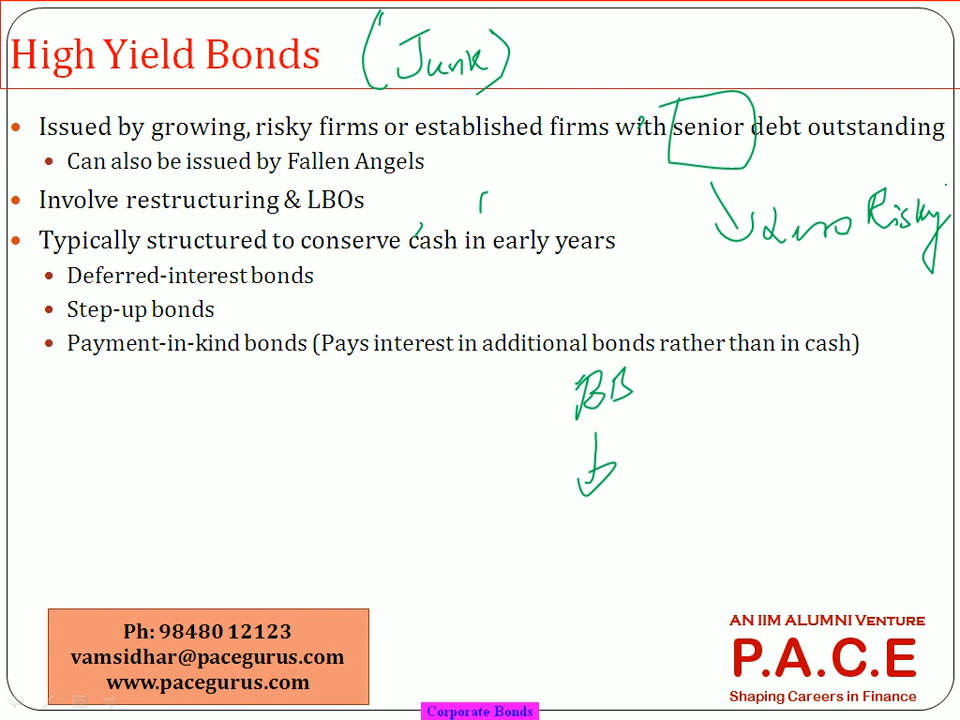 High Yield Bonds (Junk)
• Issued by growing, risky firms or established firms with senior debt outstanding
• Can also be issued by Fallen Angels
• Involve restructuring & LBOs
• Typically structured to conserve cash in early years
Risky
• Deferred-interest bonds
• Step-up bonds
• Payment-in-kind bonds (Pays interest in additional bonds rather than in cash)
BB
Ph: 98480 12123
vamsidhar@pacegurus.com
www.pacegurus.com
AN IIM ALUMNI VENTURE
P.A.C.E
Shaping Careers in Finance
Corporate Bonds